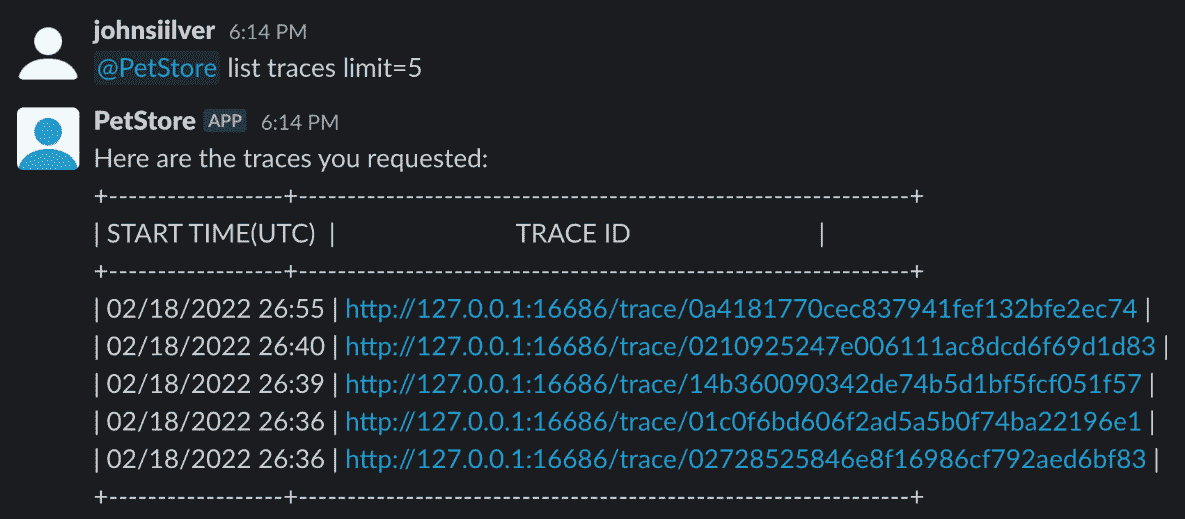 johnsiilver 6:14 PM
@PetStore list traces limit=5
PetStore APP 6:14 PM
Here are the traces you requested:
+------------------+---------------------------------------------------------------+
| START TIME(UTC) | TRACE ID |
+------------------+---------------------------------------------------------------+
| 02/18/2022 26:55 | http://127.0.0.1:16686/trace/0a4181770cec837941fef132bfe2ec74 |
| 02/18/2022 26:40 | http://127.0.0.1:16686/trace/0210925247e006111ac8dcd6f69d1d83 |
| 02/18/2022 26:39 | http://127.0.0.1:16686/trace/14b360090342de74b5d1bf5fcf051f57 |
| 02/18/2022 26:36 | http://127.0.0.1:16686/trace/01c0f6bd606f2ad5a5b0f74ba22196e1 |
| 02/18/2022 26:36 | http://127.0.0.1:16686/trace/02728525846e8f16986cf792aed6bf83 |
+------------------+---------------------------------------------------------------+